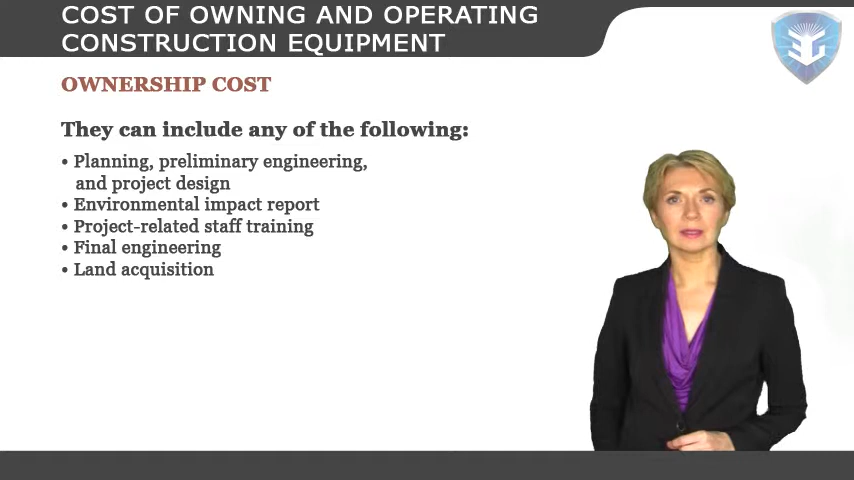 COST OF OWNING AND OPERATING
CONSTRUCTION EQUIPMENT
OWNERSHIP COST
They can include any of the following:
• Planning, preliminary engineering,
and project design
• Environmental impact report
• Project-related staff training
• Final engineering
• Land acquisition